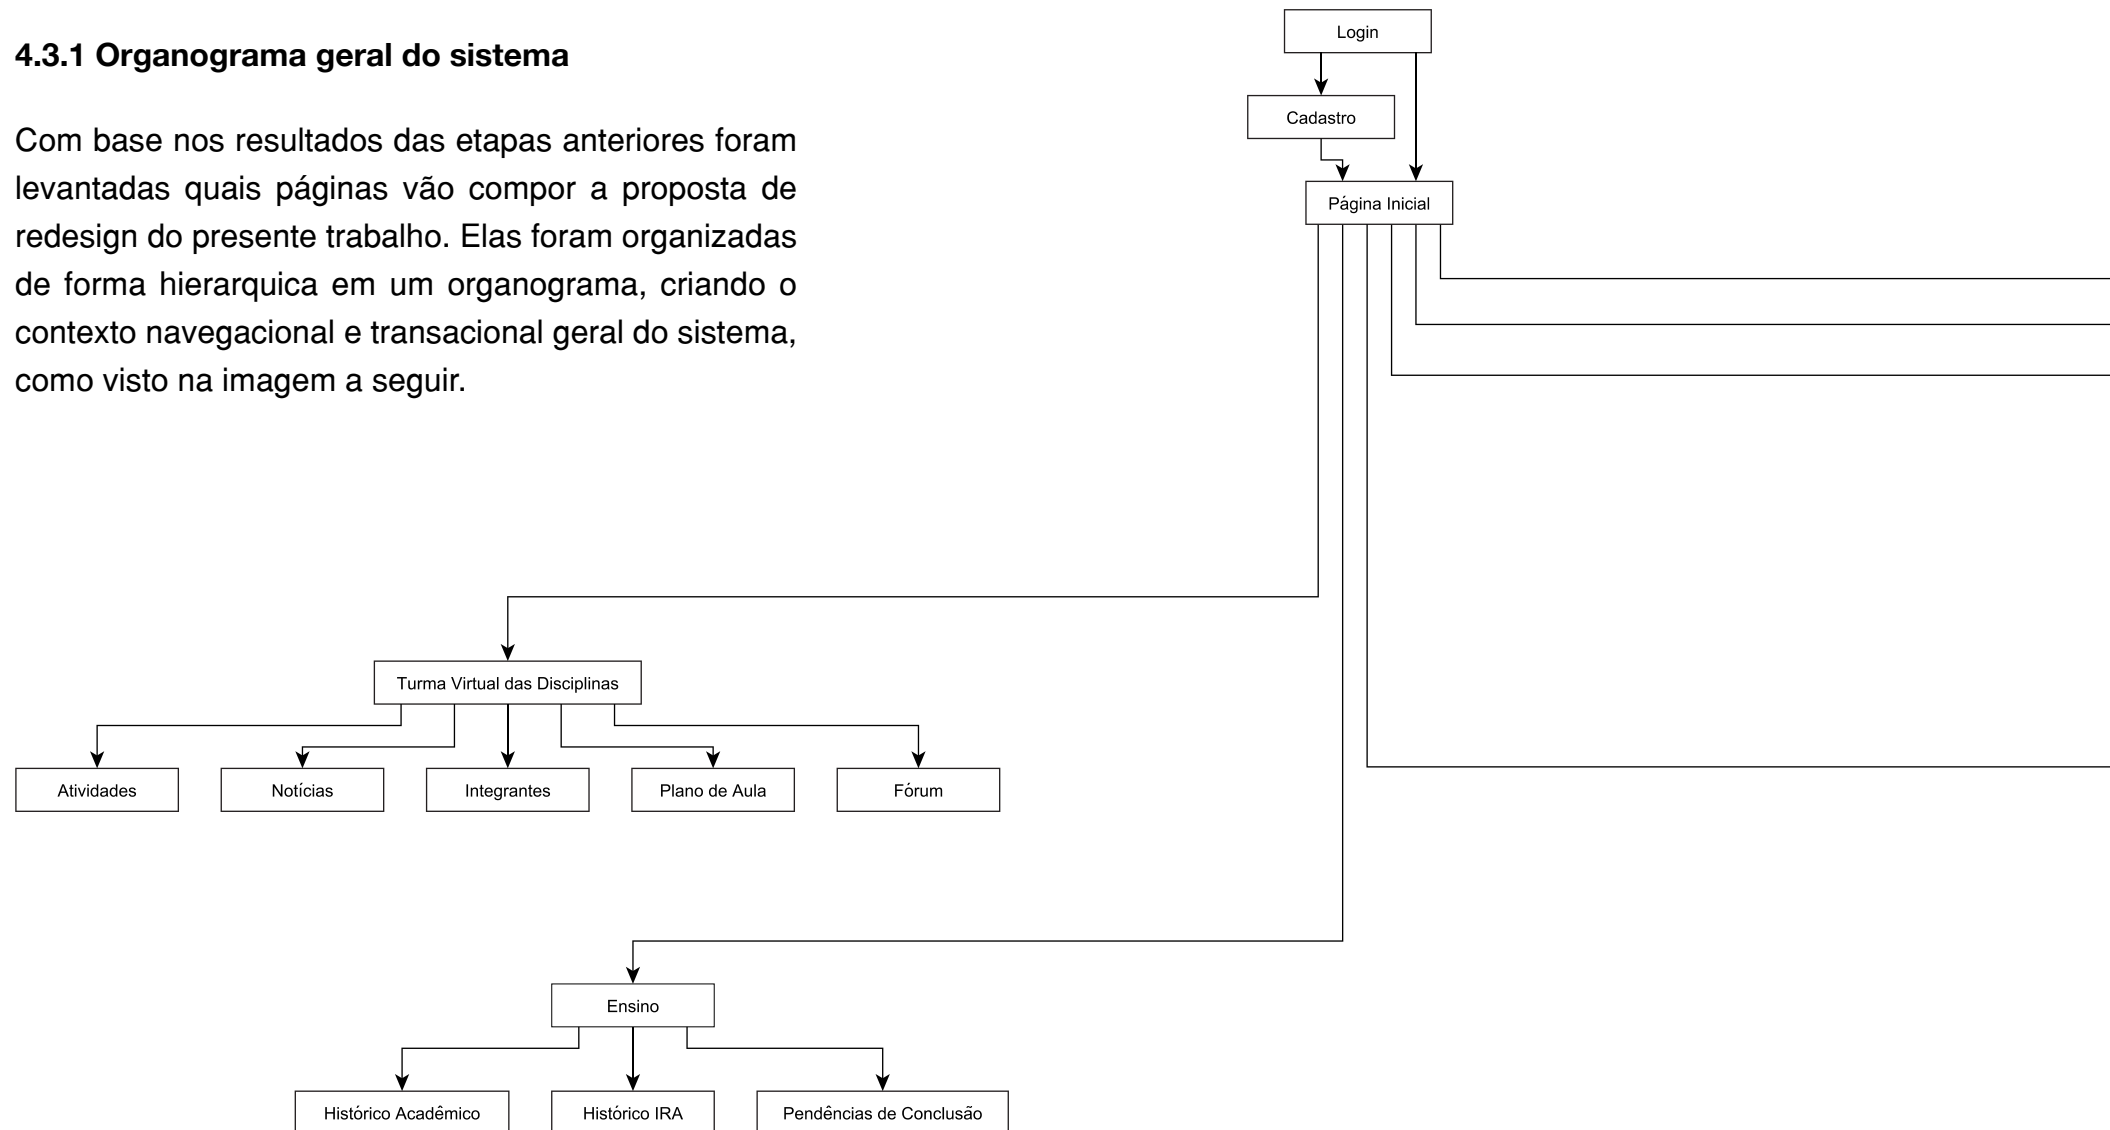 4.3.1 Organograma geral do sistema
Com base nos resultados das etapas anteriores foram
levantadas quais páginas vão compor a proposta de
redesign do presente trabalho. Elas foram organizadas
de forma hierarquica em um organograma, criando o
contexto navegacional e transacional geral do sistema,
como visto na imagem a seguir.
Login
Cadastro
Página Inicial
Turma Virtual das Disciplinas
Atividades
Notícias
Integrantes
Plano de Aula
Fórum
Ensino
Histórico Acadêmico
Histórico IRA
Pendências de Conclusão